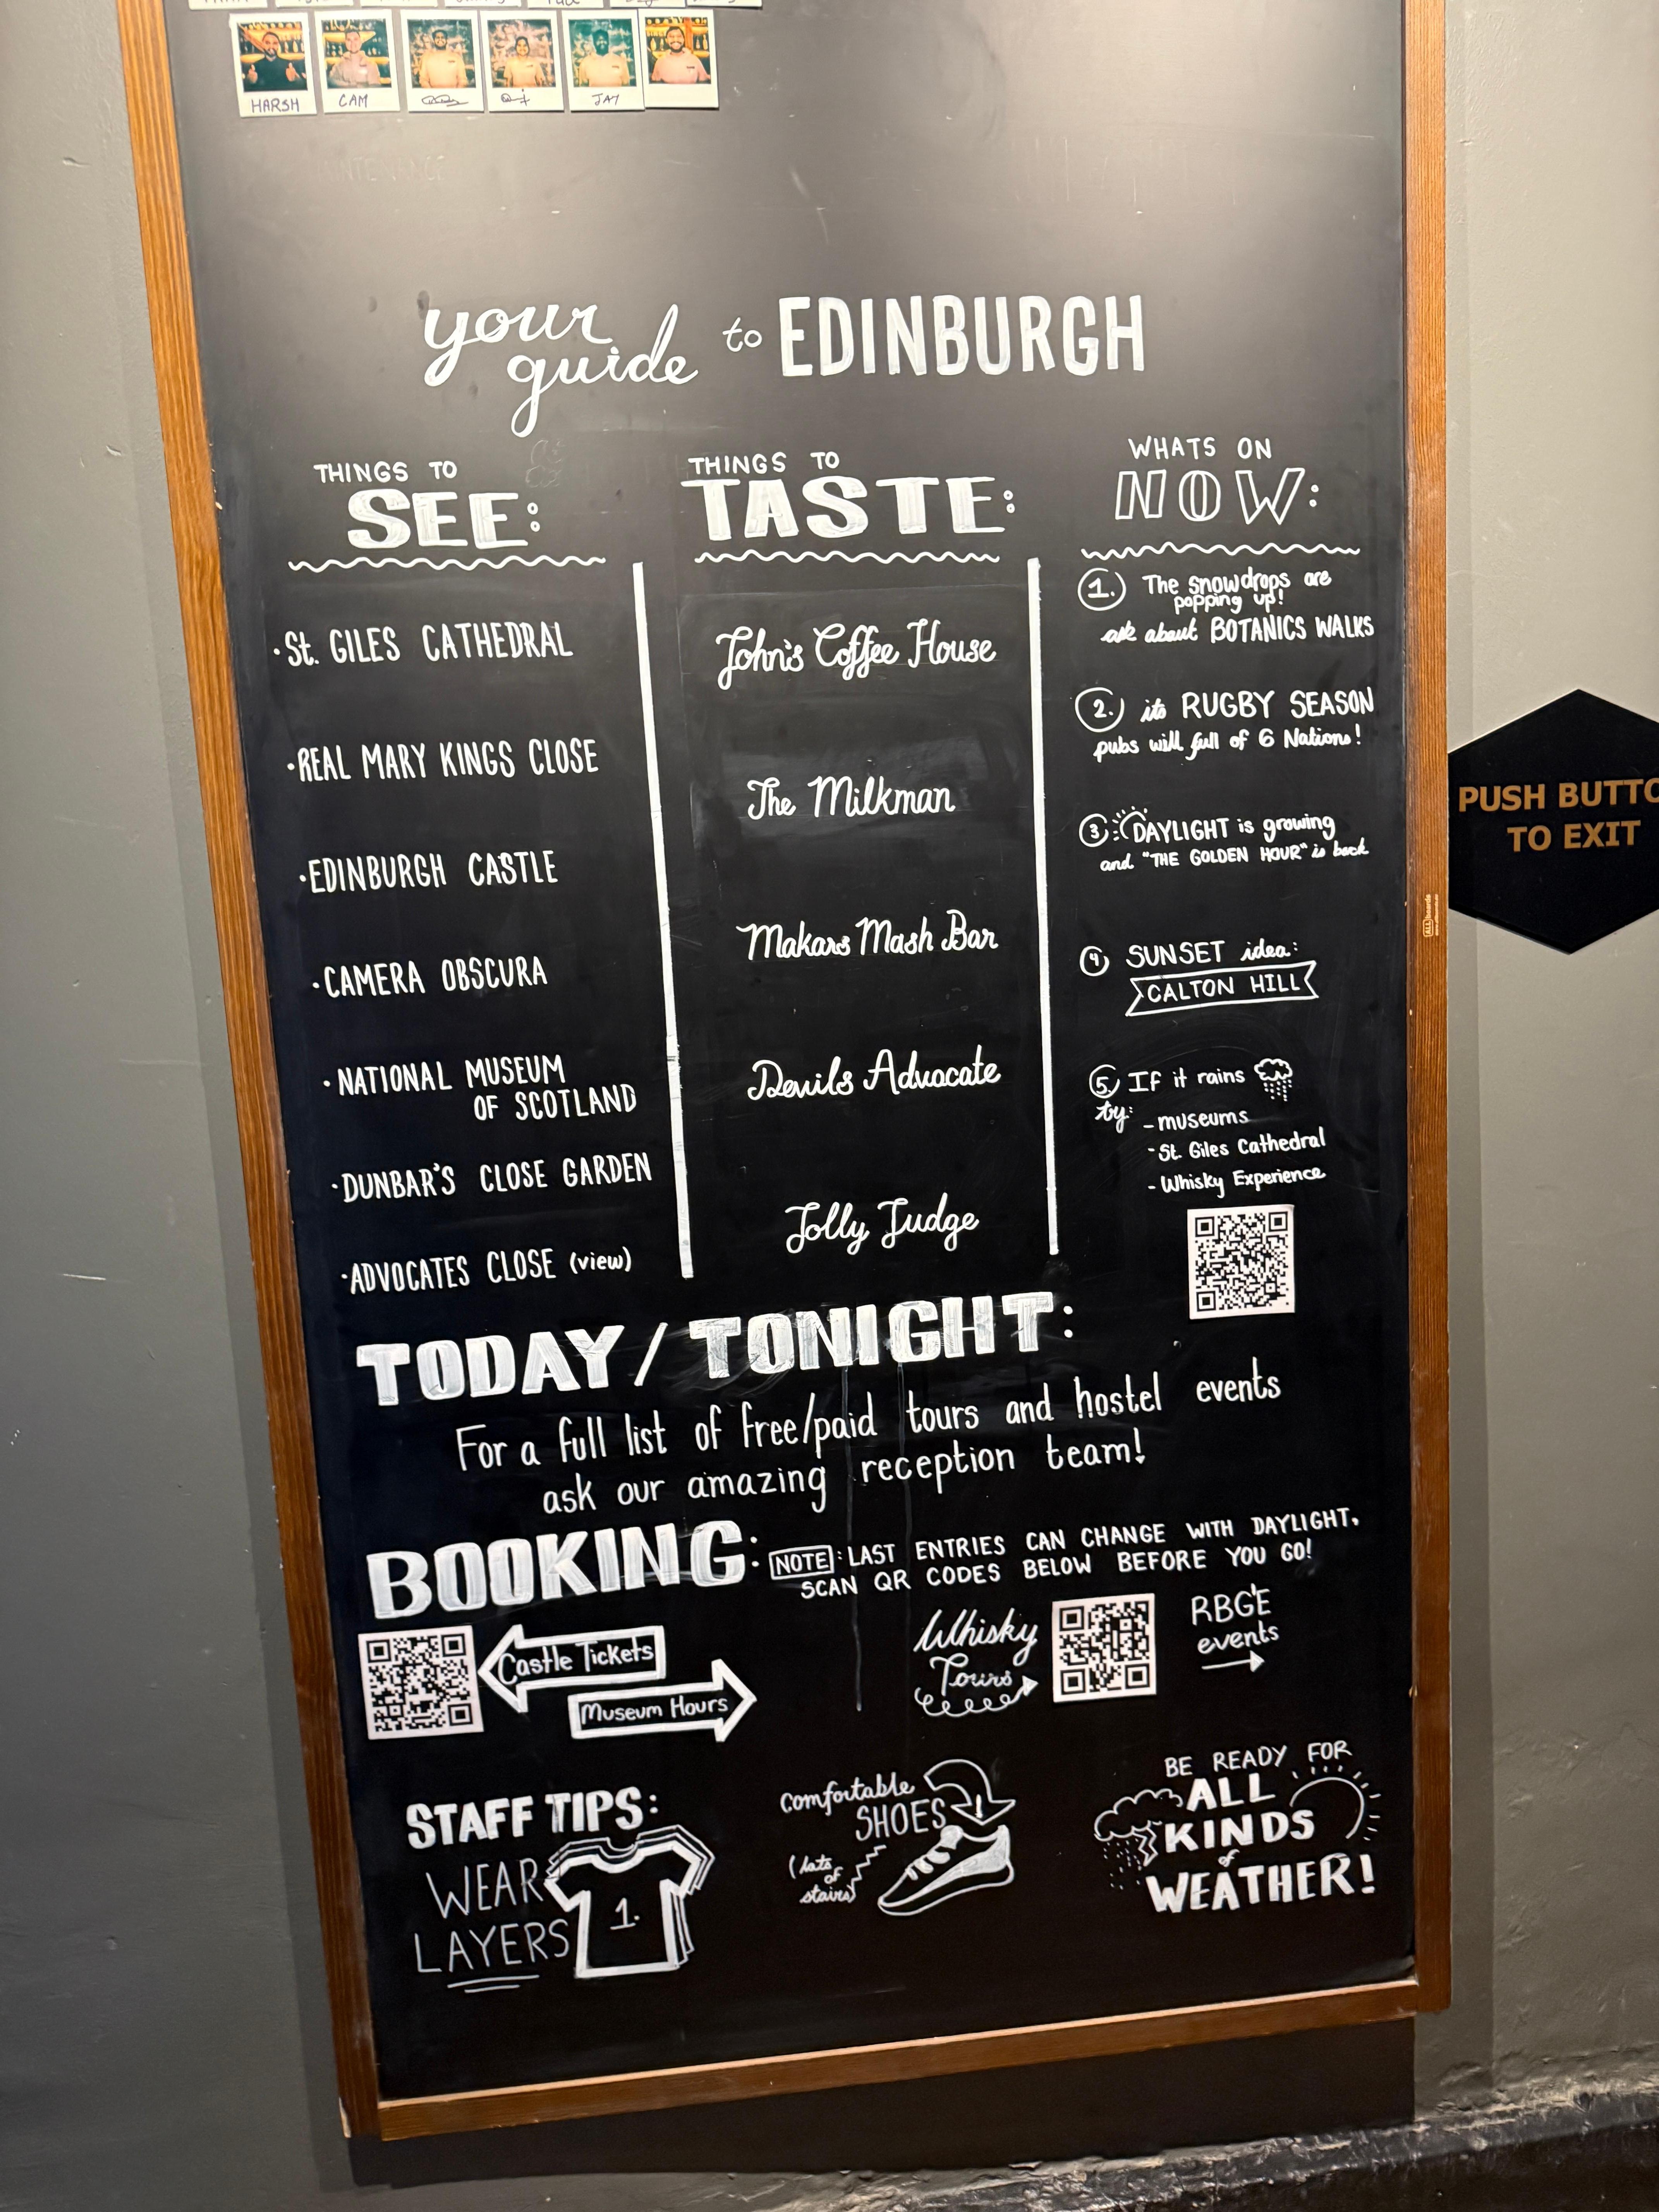 HARSH
CAM
JAY
your
guide to EDINBURGH
THINGS TO
SEE:
· St. GILES CATHEDRAL
· REAL MARY KINGS CLOSE
· EDINBURGH CASTLE
· CAMERA OBSCURA
· NATIONAL MUSEUM
OF SCOTLAND
· DUNBAR'S CLOSE GARDEN
· ADVOCATES CLOSE (view)
THINGS TO
TASTE:
John's Coffee House
The Milkman
Makars Mash Bar
Devils Advocate
Jolly Judge
WHATS ON
NOW:
1. The snowdrops are
popping up!
ask about BOTANICS WALKS
2. its RUGBY SEASON
pubs will full of 6 Nations!
3 DAYLIGHT is growing
and "THE GOLDEN HOUR" is back
4 SUNSET idea:
CALTON HILL
5. If it rains
try:
- museums
- St. Giles Cathedral
- Whisky Experience
TODAY / TONIGHT:
For a full list of free/paid tours and hostel events
ask our amazing reception team!
BOOKING:
NOTE: LAST ENTRIES CAN CHANGE WITH DAYLIGHT.
SCAN QR CODES BELOW BEFORE YOU GO!
Castle Tickets
Museum Hours
Whisky
Tours
RBGE
events
STAFF TIPS:
WEAR
LAYERS
1.
comfortable
SHOES
(lots
of
stairs)
BE READY FOR
ALL
KINDS
of
WEATHER!
PUSH BUTTO
TO EXIT